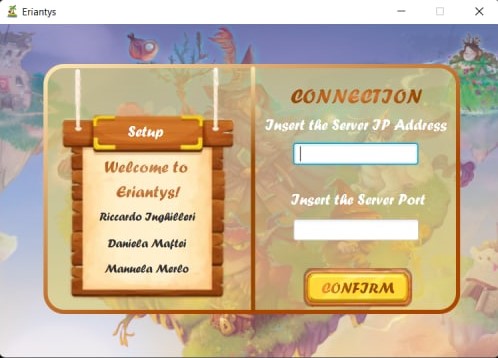 Eriantys
Setup
Welcome to
Eriantys!
Riccardo Inghilleri
Daniela Maftei
Manuela Merlo
CONNECTION
Insert the Server IP Address
Insert the Server Port
CONFIRM